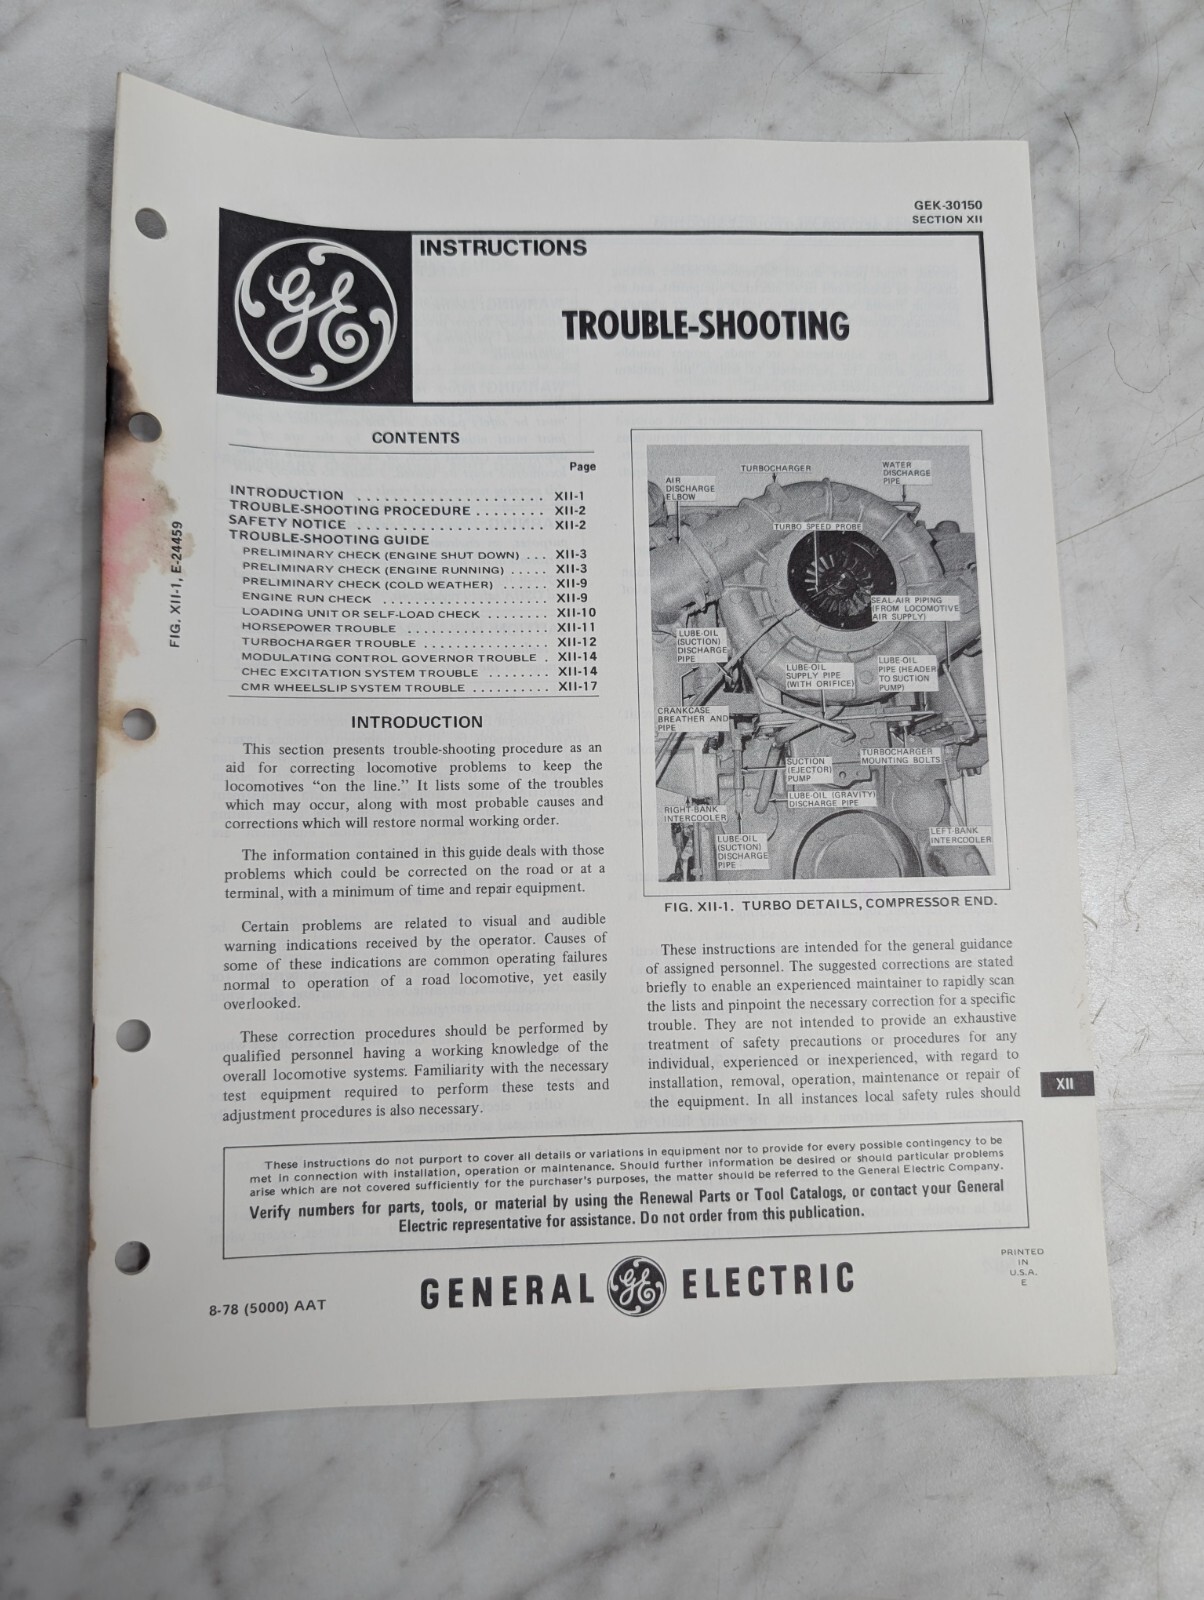 GEK-30150
SECTION XII
GE
INSTRUCTIONS
TROUBLE-SHOOTING
CONTENTS
Page
INTRODUCTION ...................... XII-1
TROUBLE-SHOOTING PROCEDURE ........ XII-2
SAFETY NOTICE ...................... XII-2
TROUBLE-SHOOTING GUIDE
PRELIMINARY CHECK (ENGINE SHUT DOWN) ... XII-3
PRELIMINARY CHECK (ENGINE RUNNING) ..... XII-3
PRELIMINARY CHECK (COLD WEATHER) ...... XII-9
ENGINE RUN CHECK .................... XII-9
LOADING UNIT OR SELF-LOAD CHECK ........ XII-10
HORSEPOWER TROUBLE ................. XII-11
TURBOCHARGER TROUBLE ............... XII-12
MODULATING CONTROL GOVERNOR TROUBLE . XII-14
CHEC EXCITATION SYSTEM TROUBLE ........ XII-14
CMR WHEELSLIP SYSTEM TROUBLE .......... XII-17
FIG. XII-1, E-24459
INTRODUCTION
This section presents trouble-shooting procedure as an
aid for correcting locomotive problems to keep the
locomotives “on the line.” It lists some of the troubles
which may occur, along with most probable causes and
corrections which will restore normal working order.
The information contained in this guide deals with those
problems which could be corrected on the road or at a
terminal, with a minimum of time and repair equipment.
Certain problems are related to visual and audible
warning indications received by the operator. Causes of
some of these indications are common operating failures
normal to operation of a road locomotive, yet easily
overlooked.
These correction procedures should be performed by
qualified personnel having a working knowledge of the
overall locomotive systems. Familiarity with the necessary
test equipment required to perform these tests and
adjustment procedures is also necessary.
AIR
DISCHARGE
ELBOW
TURBOCHARGER
WATER
DISCHARGE
PIPE
TURBO SPEED PROBE
SEAL-AIR PIPING
(FROM LOCOMOTIVE
AIR SUPPLY)
LUBE-OIL
(SUCTION)
DISCHARGE
PIPE
LUBE-OIL
SUPPLY PIPE
(WITH ORIFICE)
LUBE-OIL
PIPE (HEADER
TO SUCTION
PUMP)
CRANKCASE
BREATHER AND
PIPE
SUCTION
(EJECTOR)
PUMP
TURBOCHARGER
MOUNTING BOLTS
LUBE-OIL (GRAVITY)
DISCHARGE PIPE
RIGHT-BANK
INTERCOOLER
LUBE-OIL
(SUCTION)
DISCHARGE
PIPE
LEFT-BANK
INTERCOOLER
FIG. XII-1. TURBO DETAILS, COMPRESSOR END.
These instructions are intended for the general guidance
of assigned personnel. The suggested corrections are stated
briefly to enable an experienced maintainer to rapidly scan
the lists and pinpoint the necessary correction for a specific
trouble. They are not intended to provide an exhaustive
treatment of safety precautions or procedures for any
individual, experienced or inexperienced, with regard to
installation, removal, operation, maintenance or repair of
the equipment. In all instances local safety rules should
XII
These instructions do not purport to cover all details or variations in equipment nor to provide for every possible contingency to be
met in connection with installation, operation or maintenance. Should further information be desired or should particular problems
arise which are not covered sufficiently for the purchaser's purposes, the matter should be referred to the General Electric Company.
Verify numbers for parts, tools, or material by using the Renewal Parts or Tool Catalogs, or contact your General
Electric representative for assistance. Do not order from this publication.
8-78 (5000) AAT
GENERAL GE ELECTRIC
PRINTED
IN
U.S.A.
E